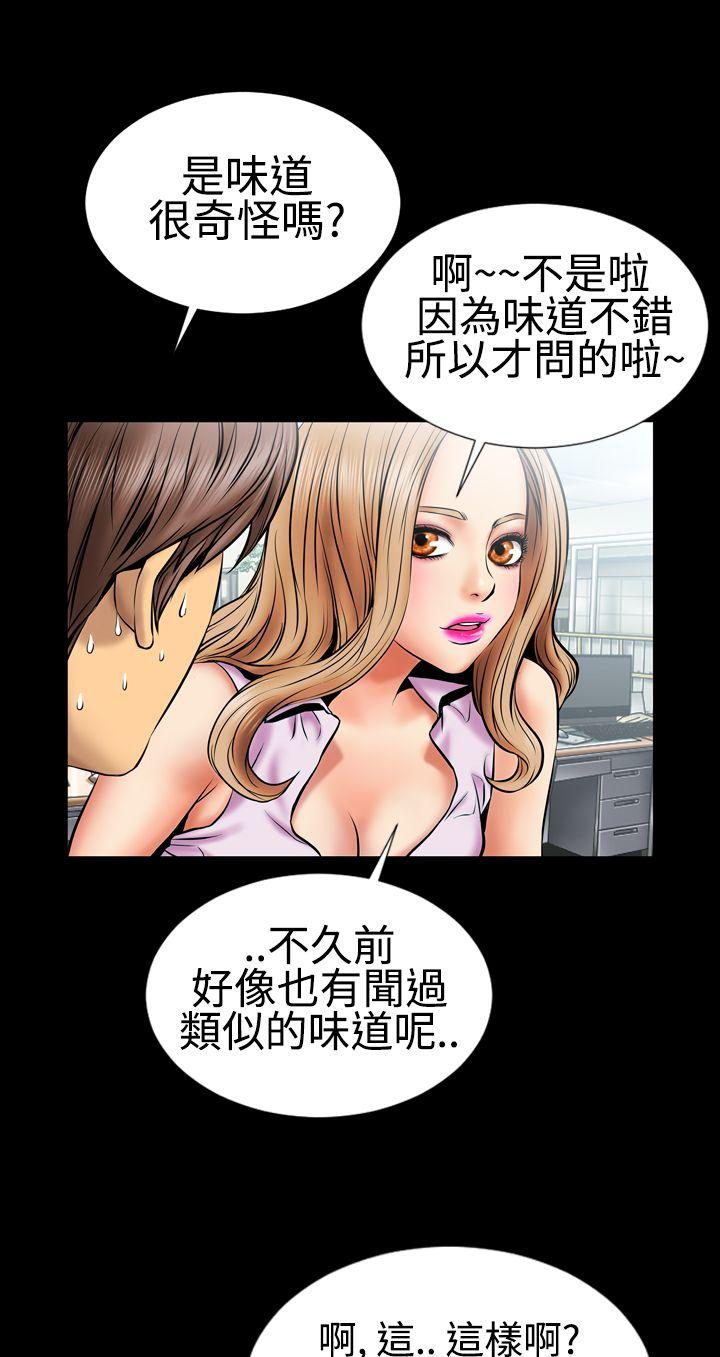 是味道
很奇怪嗎?
啊~~不是啦
因為味道不錯
所以才問的啦~
..不久前
好像也有聞過
類似的味道呢..
啊, 這.. 這樣啊?